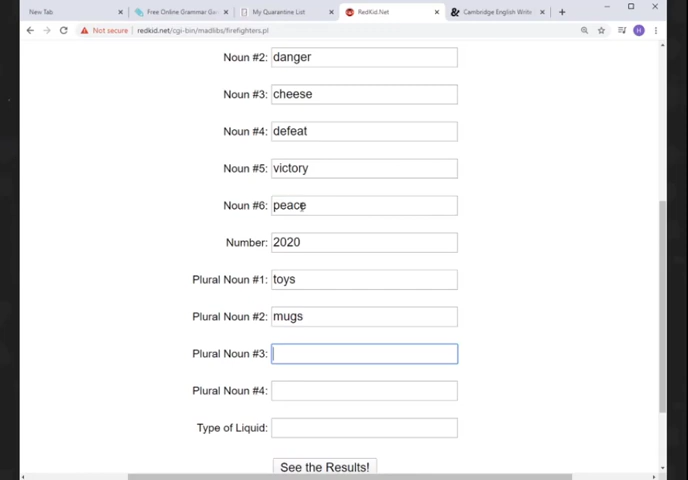 New Tab
Free Online Grammar Ga
My Quarantine List
RedKid.Net
Cambridge English Write
Not secure
redkid.net/cgi-bin/madlibs/firefighters.pl
H
Noun #2: danger
Noun #3: cheese
Noun #4: defeat
Noun #5: victory
Noun #6: peace
Number: 2020
Plural Noun #1: toys
Plural Noun #2: mugs
Plural Noun #3:
Plural Noun #4:
Type of Liquid:
See the Results!